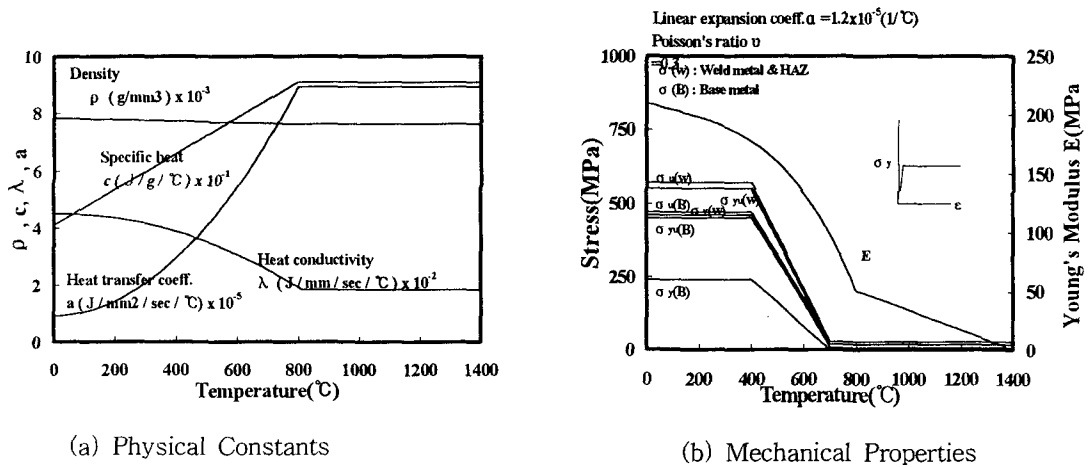 Linear expansion coeff. α = 1.2x10⁻⁵(1/℃)
Poisson's ratio υ
=0.3
σ (w) : Weld metal & HAZ
σ (B) : Base metal
10
8
6
4
2
0
ρ , c, λ , a
Density
ρ ( g/mm3) x 10⁻³
Specific heat
c ( J / g / ℃) x 10⁻¹
Heat transfer coeff.
a ( J / mm2 / sec / ℃) x 10⁻⁵
Heat conductivity
λ ( J / mm / sec / ℃) x 10⁻²
0 200 400 600 800 1000 1200 1400
Temperature(℃)
(a) Physical Constants
1000
750
500
250
0
Stress(MPa)
σ u(w)
σ yu(w)
σ u(B)
σ y(w)
σ yu(B)
σ y(B)
E
σ y
ε
250
200
150
100
50
0
Young's Modulus E(MPa
0 200 400 600 800 1000 1200 1400
Temperature(℃)
(b) Mechanical Properties